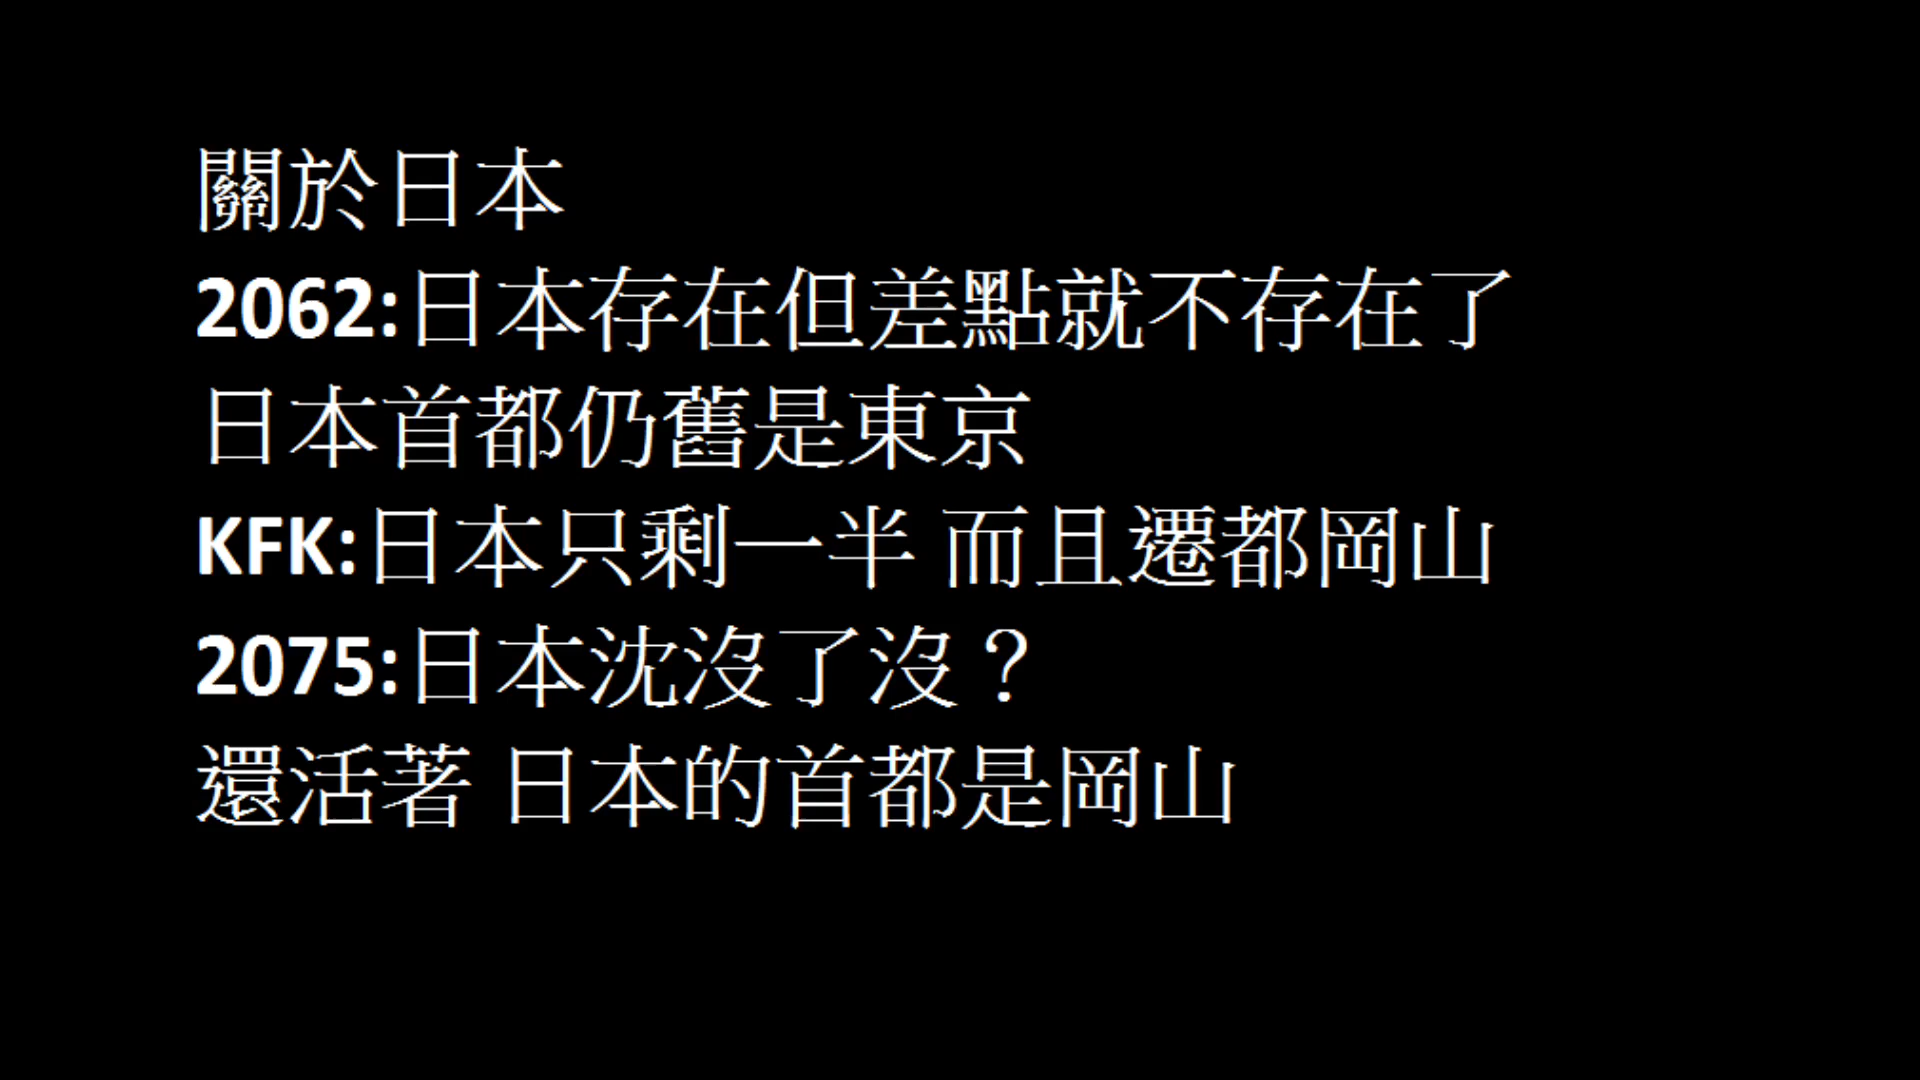 關於日本
2062:日本存在但差點就不存在了
日本首都仍舊是東京
KFK:日本只剩一半 而且遷都岡山
2075:日本沈沒了沒？
還活著 日本的首都是岡山